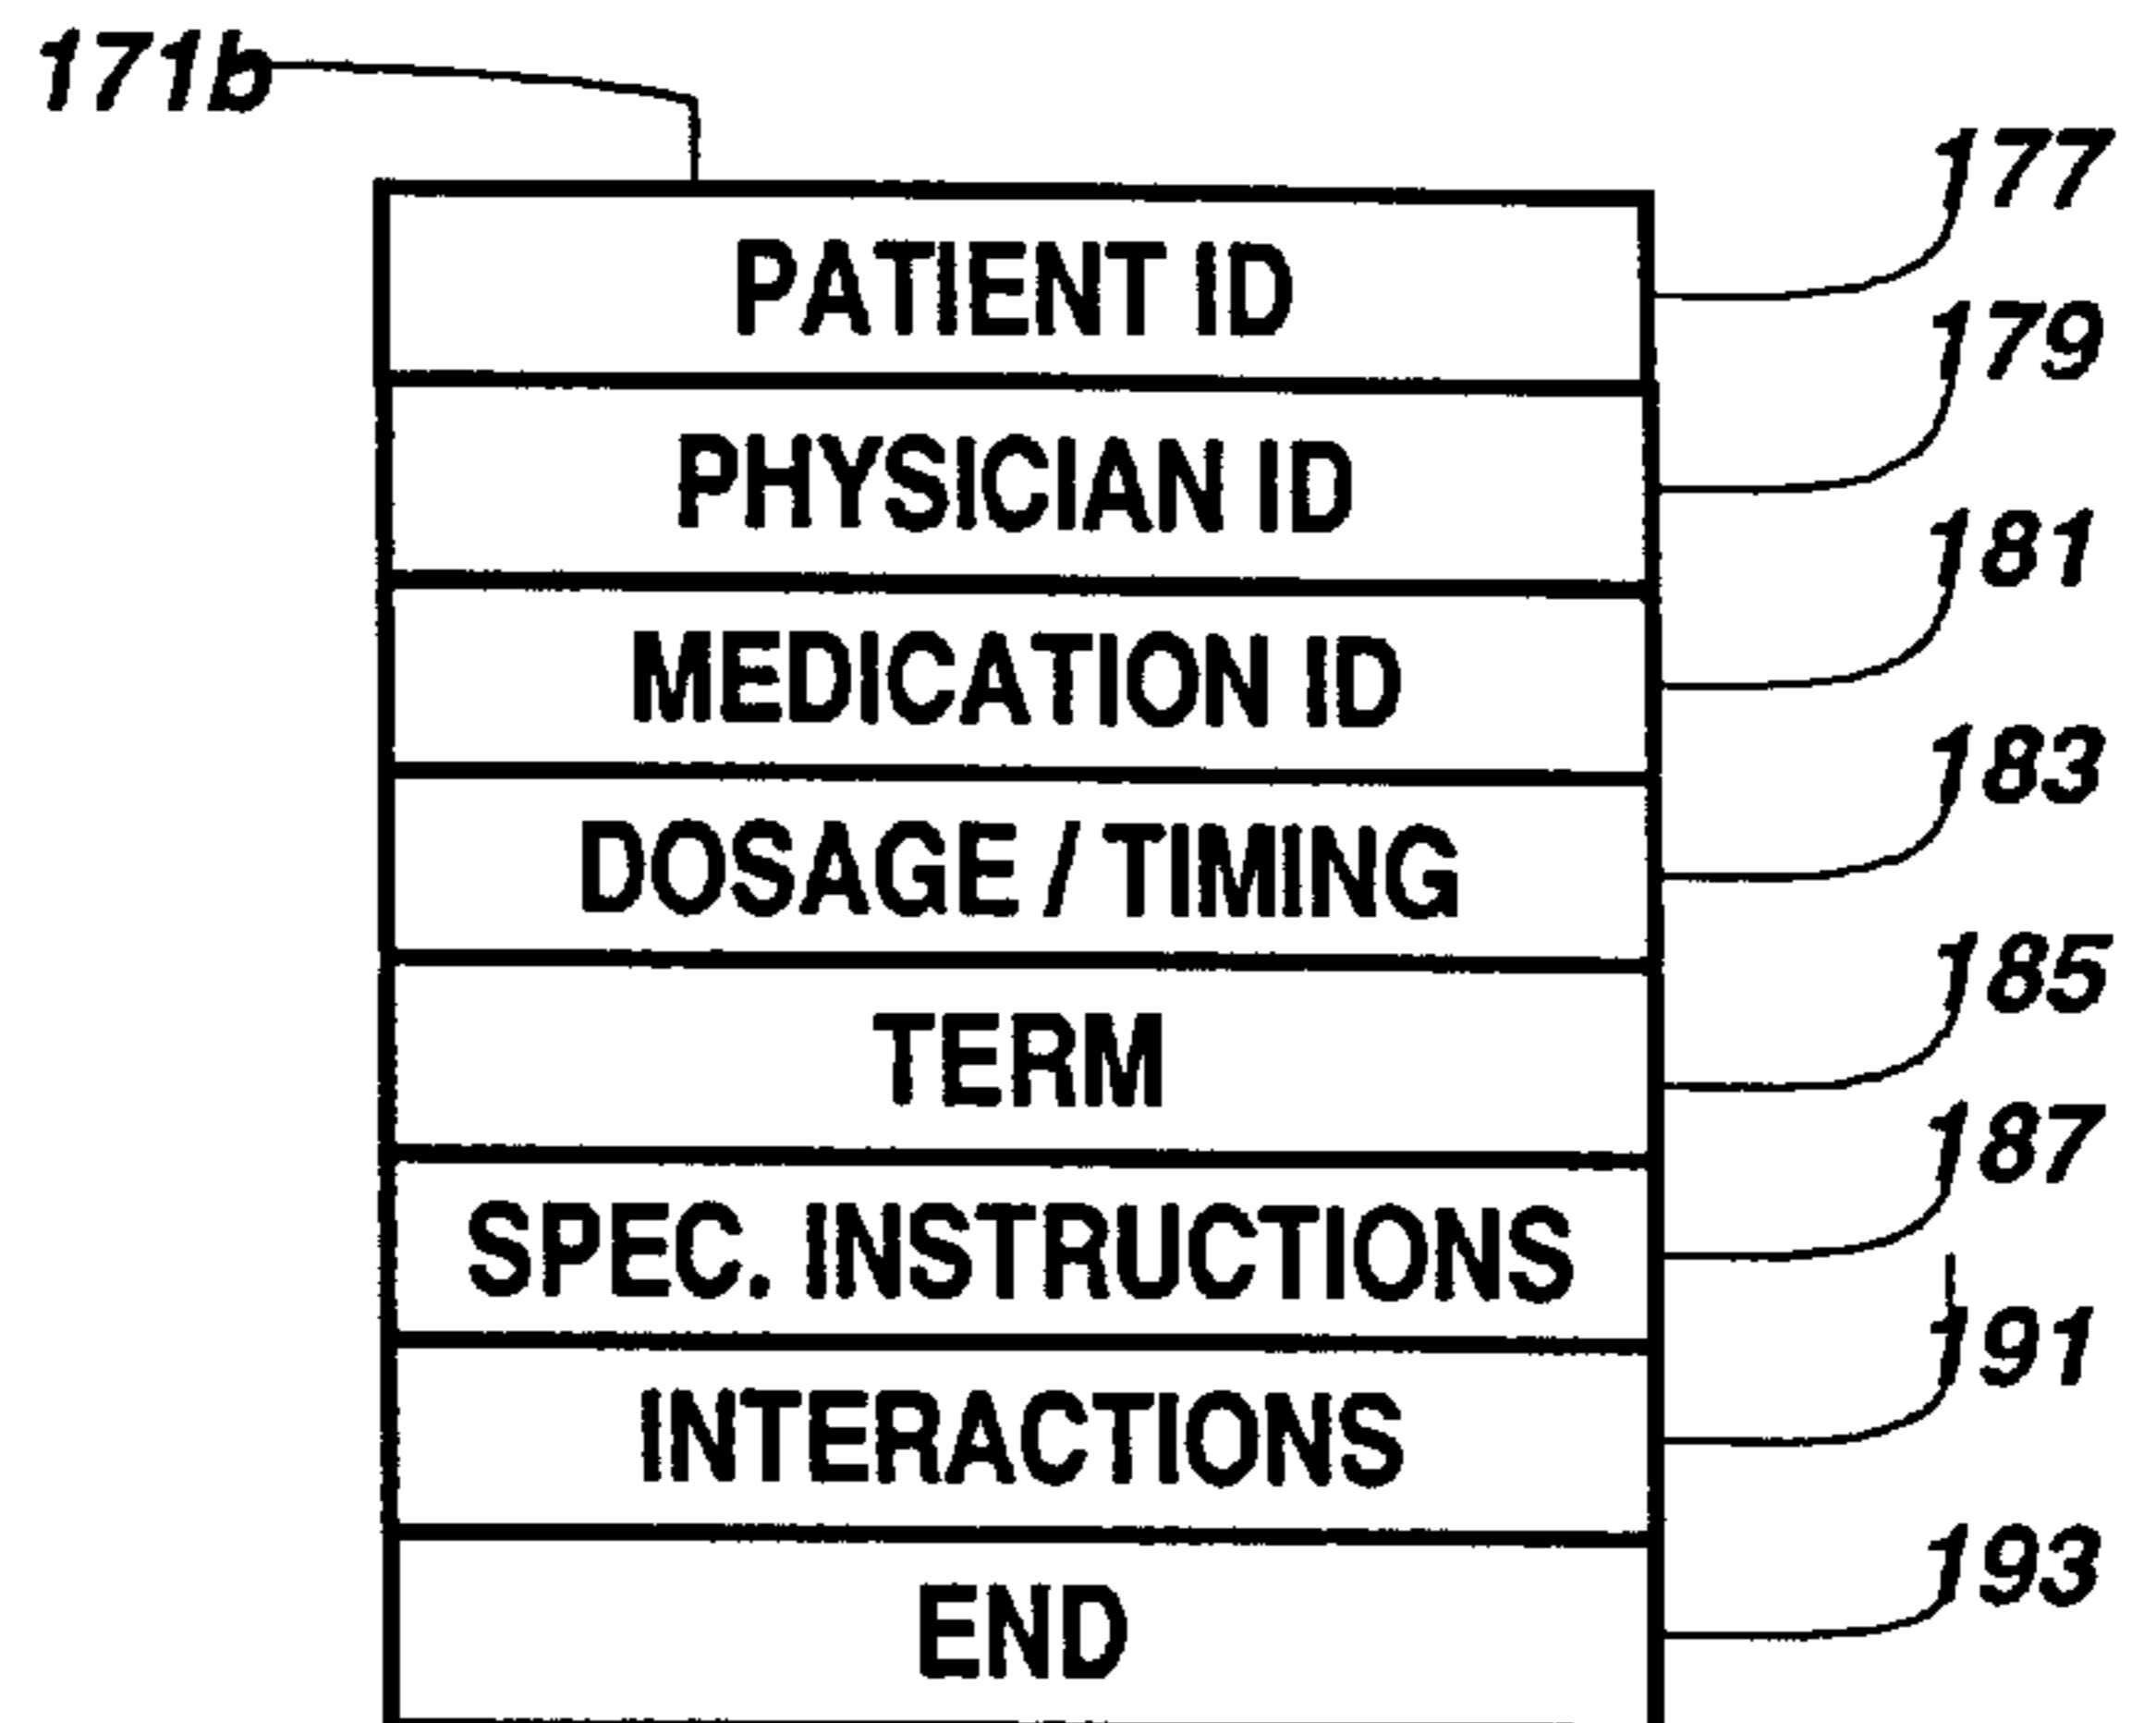 171b
PATIENT ID 177
PHYSICIAN ID 179
MEDICATION ID 181
DOSAGE / TIMING 183
TERM 185
SPEC. INSTRUCTIONS 187
INTERACTIONS 191
END 193